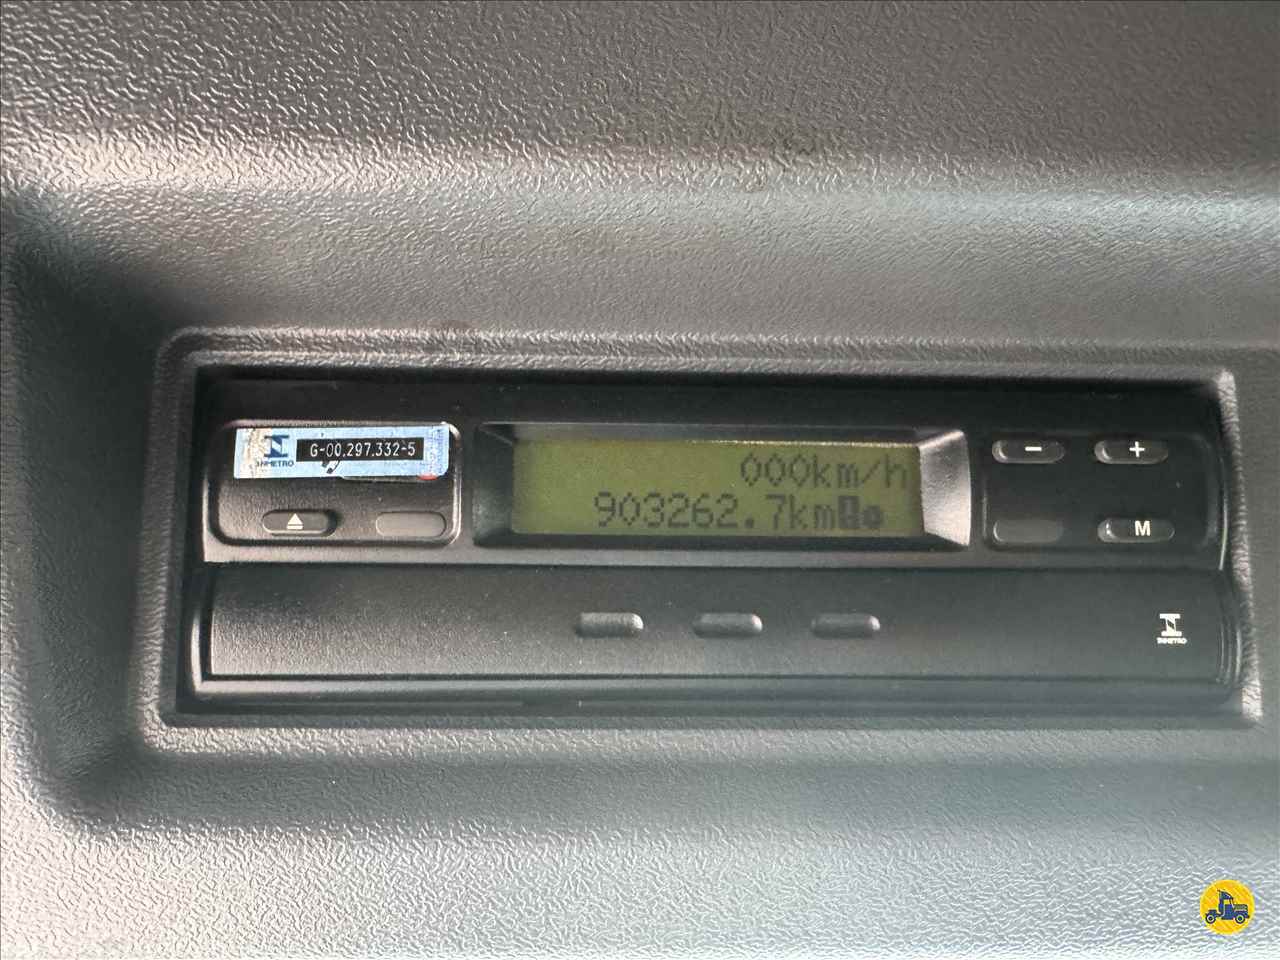 G-00.297.332-5
INMETRO
000km/h
903262.7km
-
+
M
INMETRO